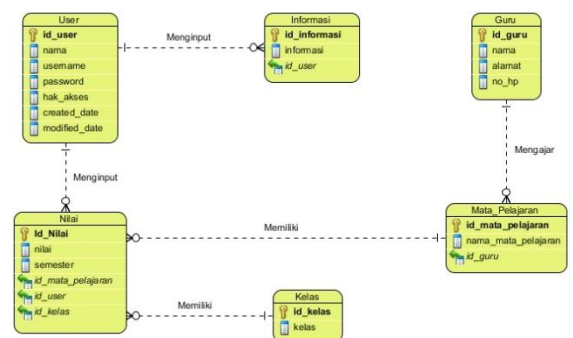 User
id_user
nama
username
password
hak_akses
created_date
modified_date
Menginput
Informasi
id_informasi
informasi
id_user
Guru
id_guru
nama
alamat
no_hp
Menginput
Mengajar
Nilai
Id_Nilai
nilai
semester
id_mata_pelajaran
id_user
id_kelas
Memiliki
Mata_Pelajaran
id_mata_pelajaran
nama_mata_pelajaran
id_guru
Memiliki
Kelas
id_kelas
kelas